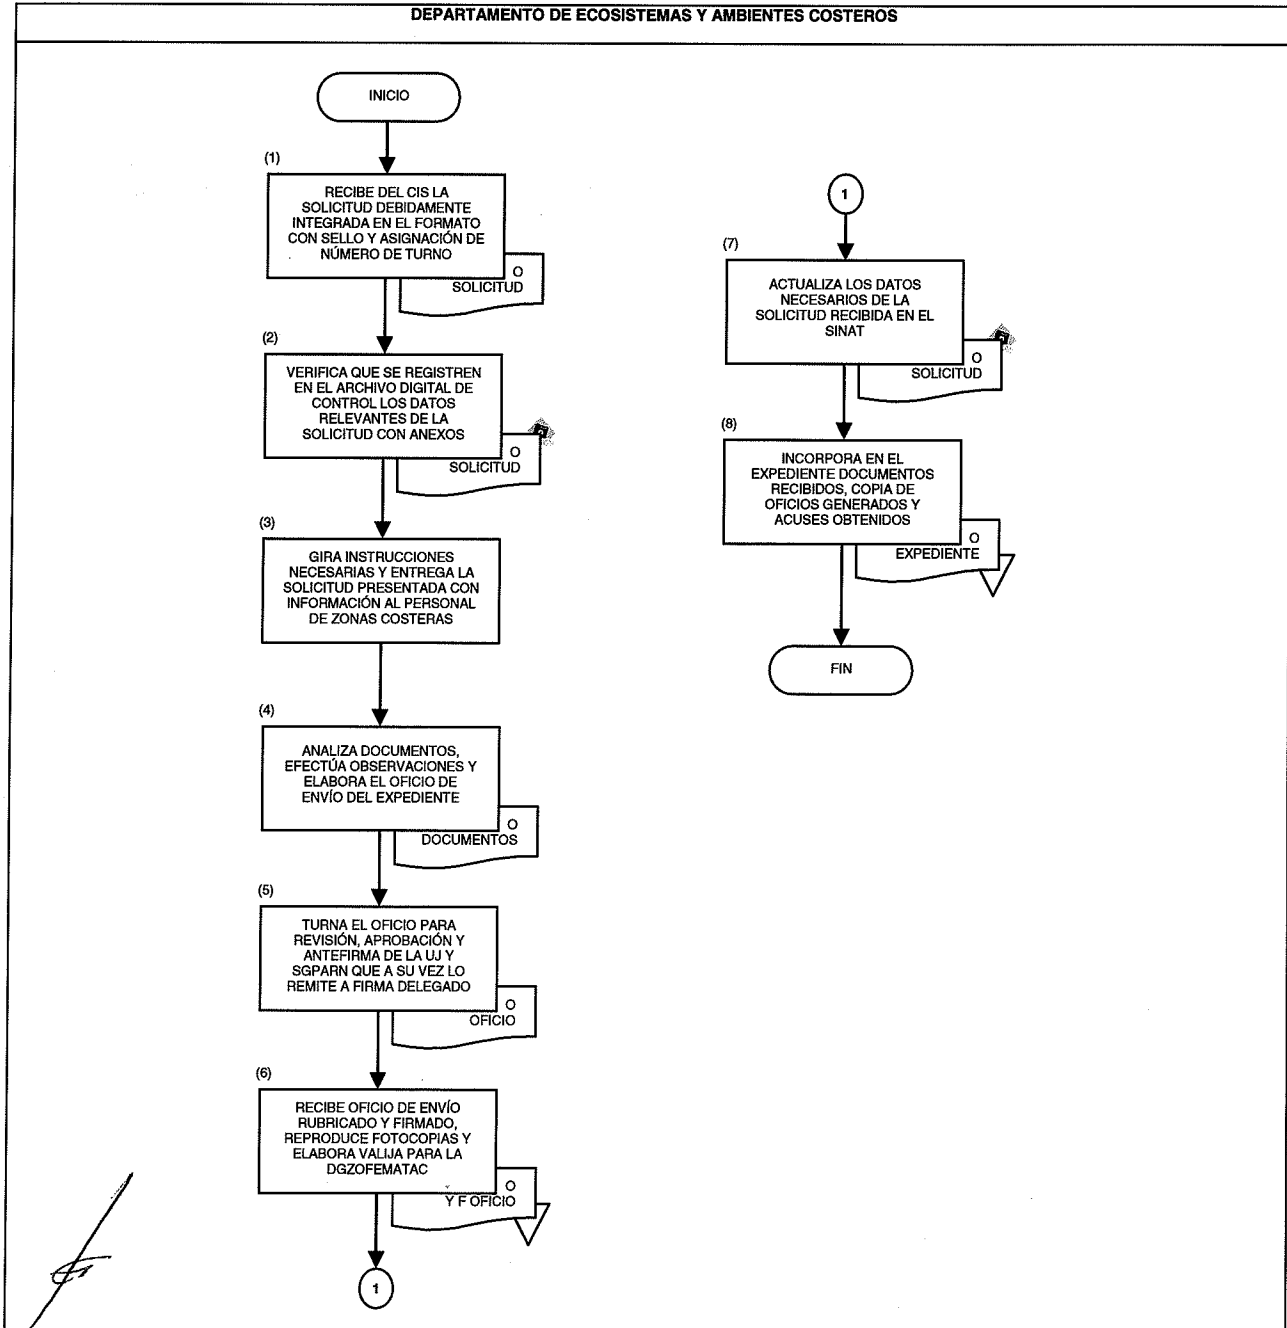 DEPARTAMENTO DE ECOSISTEMAS Y AMBIENTES COSTEROS
INICIO
(1)
RECIBE DEL CIS LA
SOLICITUD DEBIDAMENTE
INTEGRADA EN EL FORMATO
CON SELLO Y ASIGNACIÓN DE
NÚMERO DE TURNO
O
SOLICITUD
(2)
VERIFICA QUE SE REGISTREN
EN EL ARCHIVO DIGITAL DE
CONTROL LOS DATOS
RELEVANTES DE LA
SOLICITUD CON ANEXOS
O
SOLICITUD
(3)
GIRA INSTRUCCIONES
NECESARIAS Y ENTREGA LA
SOLICITUD PRESENTADA CON
INFORMACIÓN AL PERSONAL
DE ZONAS COSTERAS
(4)
ANALIZA DOCUMENTOS,
EFECTÚA OBSERVACIONES Y
ELABORA EL OFICIO DE
ENVÍO DEL EXPEDIENTE
O
DOCUMENTOS
(5)
TURNA EL OFICIO PARA
REVISIÓN, APROBACIÓN Y
ANTEFIRMA DE LA UJ Y
SGPARN QUE A SU VEZ LO
REMITE A FIRMA DELEGADO
O
OFICIO
(6)
RECIBE OFICIO DE ENVÍO
RUBRICADO Y FIRMADO,
REPRODUCE FOTOCOPIAS Y
ELABORA VALIJA PARA LA
DGZOFEMATAC
O
Y F OFICIO
1
1
(7)
ACTUALIZA LOS DATOS
NECESARIOS DE LA
SOLICITUD RECIBIDA EN EL
SINAT
O
SOLICITUD
(8)
INCORPORA EN EL
EXPEDIENTE DOCUMENTOS
RECIBIDOS, COPIA DE
OFICIOS GENERADOS Y
ACUSES OBTENIDOS
O
EXPEDIENTE
FIN